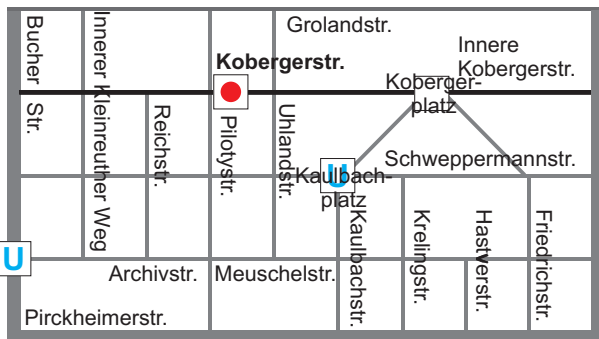 Grolandstr.
Innere
Kobergerstr.
Bucher Str.
Innerer Kleinreuther Weg
Kobergerstr.
Koberger-
platz
Reichstr.
Pilotystr.
Uhlandstr.
Schweppermannstr.
U
Kaulbach-
platz
Kaulbachstr.
Krelingstr.
Hastverstr.
Friedrichstr.
U
Archivstr.
Meuschelstr.
Pirckheimerstr.